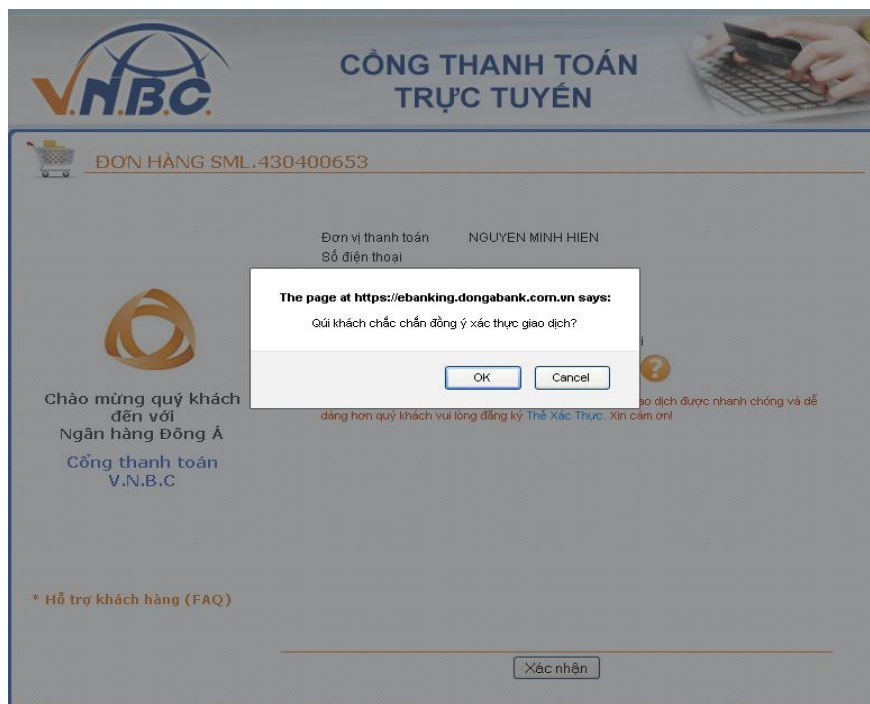 V.N.B.C.
CỔNG THANH TOÁN
TRỰC TUYẾN
ĐƠN HÀNG SML.430400653
Đơn vị thanh toán NGUYEN MINH HIEN
Số điện thoại
The page at https://ebanking.dongabank.com.vn says:
Qúi khách chắc chắn đồng ý xác thực giao dịch?
OK Cancel
?
Chào mừng quý khách
đến với
Ngân hàng Đông Á
Cổng thanh toán
V.N.B.C
dịch được nhanh chóng và dễ
dàng hơn quý khách vui lòng đăng ký Thẻ Xác Thực. Xin cám ơn!
* Hỗ trợ khách hàng (FAQ)
Xác nhận